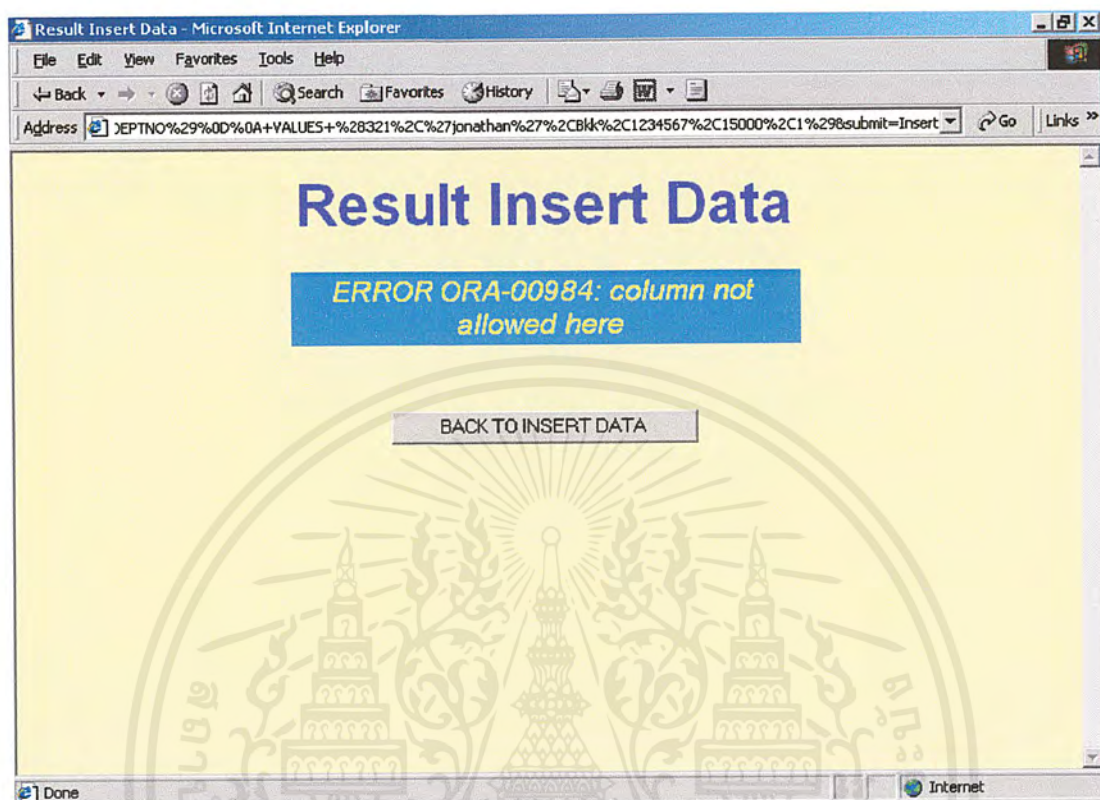 Result Insert Data - Microsoft Internet Explorer
File Edit View Favorites Tools Help
Back Search Favorites History
Address DEPTNO%29%0D%0A+VALUES+%28321%2C%27jonathan%27%2CBkk%2C1234567%2C15000%2C1%29&submit=Insert Go Links »
Result Insert Data
ERROR ORA-00984: column not
allowed here
BACK TO INSERT DATA
Done Internet